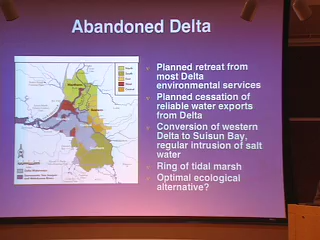 Abandoned Delta
Planned retreat from
most Delta
environmental services
Planned cessation of
reliable water exports
from Delta
Conversion of western
Delta to Suisun Bay,
regular intrusion of salt
water
Ring of tidal marsh
Optimal ecological
alternative?